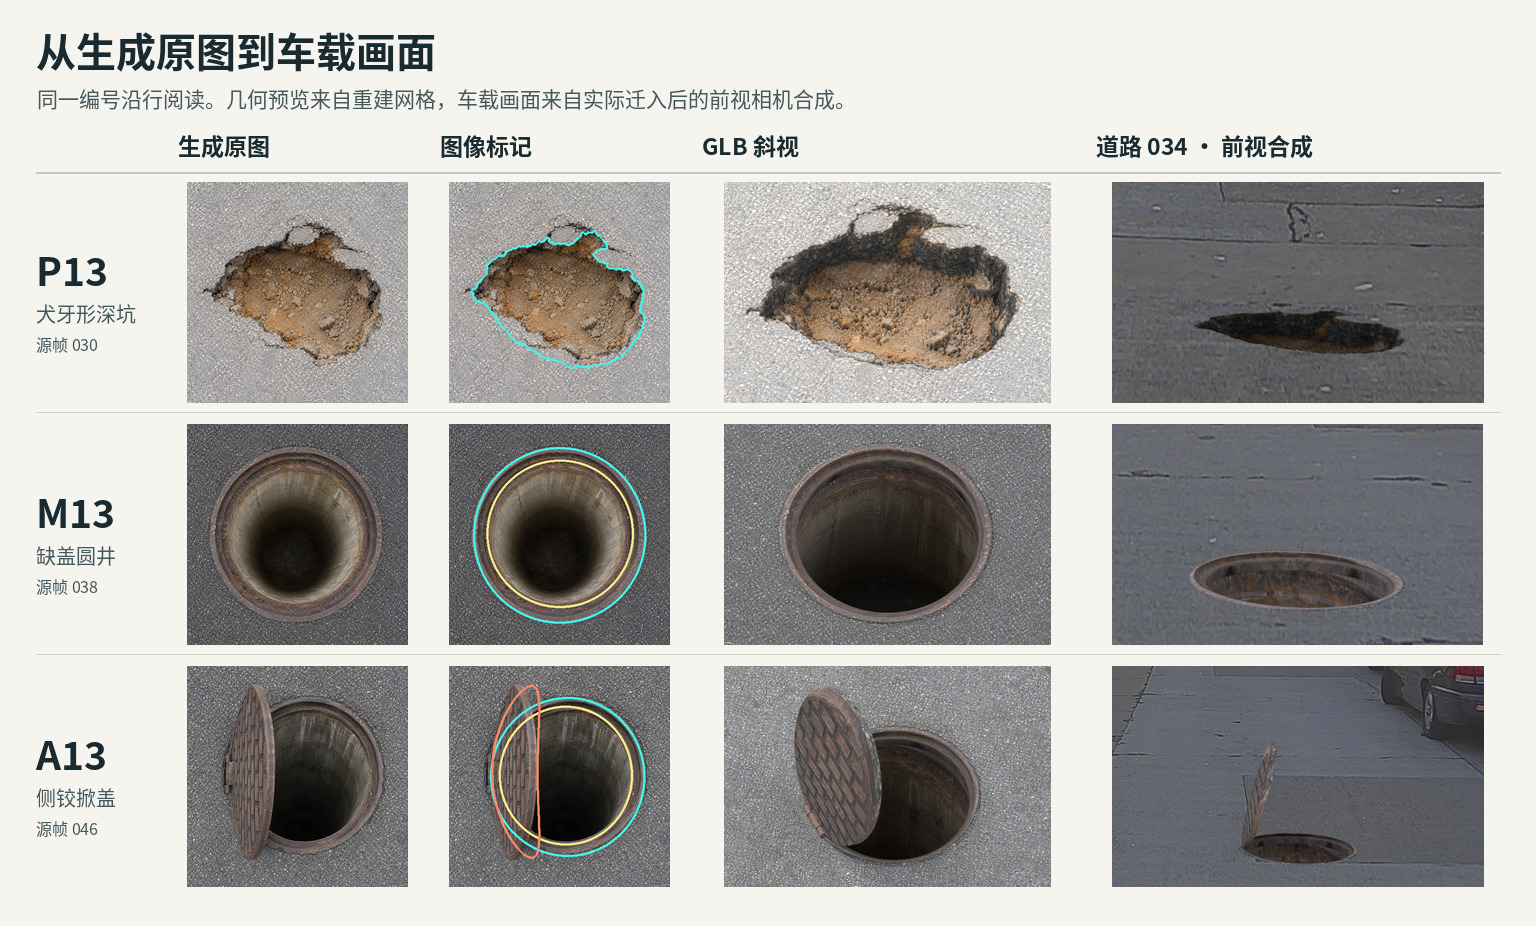 从生成原图到车载画面
同一编号沿行阅读。几何预览来自重建网格，车载画面来自实际迁入后的前视相机合成。
生成原图
图像标记
GLB 斜视
道路 034 · 前视合成
P13
犬牙形深坑
源帧 030
M13
缺盖圆井
源帧 038
A13
侧铰掀盖
源帧 046